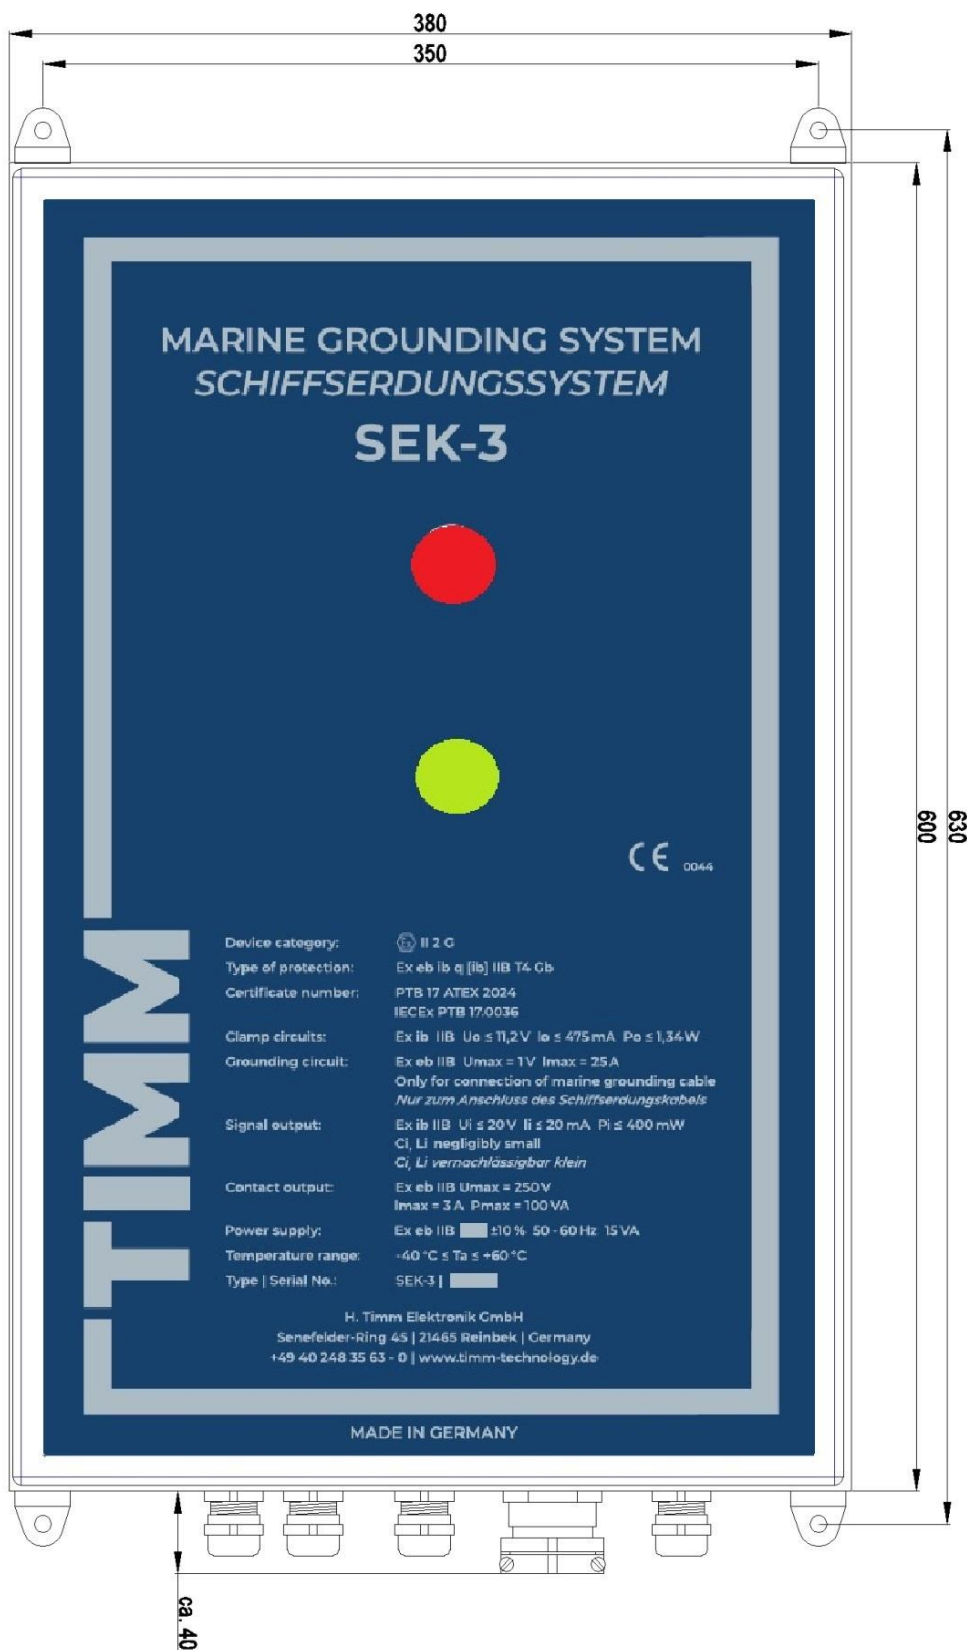 380
350
630
600
MARINE GROUNDING SYSTEM
SCHIFFSERDUNGSSYSTEM
SEK-3
CE 0044
TIMM
Device category: Ex II 2 G
Type of protection: Ex eb ib q [ib] IIB T4 Gb
Certificate number: PTB 17 ATEX 2024
IECEx PTB 17.0036
Clamp circuits: Ex ib IIB Uo ≤ 11,2 V Io ≤ 475 mA Po ≤ 1,34 W
Grounding circuit: Ex eb IIB Umax = 1 V Imax = 25 A
Only for connection of marine grounding cable
Nur zum Anschluss des Schiffserdungskabels
Signal output: Ex ib IIB Ui ≤ 20 V Ii ≤ 20 mA Pi ≤ 400 mW
Ci, Li negligibly small
Ci, Li vernachlässigbar klein
Contact output: Ex eb IIB Umax = 250 V
Imax = 3 A Pmax = 100 VA
Power supply: Ex eb IIB ±10 % 50 - 60 Hz 15 VA
Temperature range: -40 °C ≤ Ta ≤ +60 °C
Type | Serial No.: SEK-3 |
H. Timm Elektronik GmbH
Senefelder-Ring 45 | 21465 Reinbek | Germany
+49 40 248 35 63 - 0 | www.timm-technology.de
MADE IN GERMANY
ca. 40